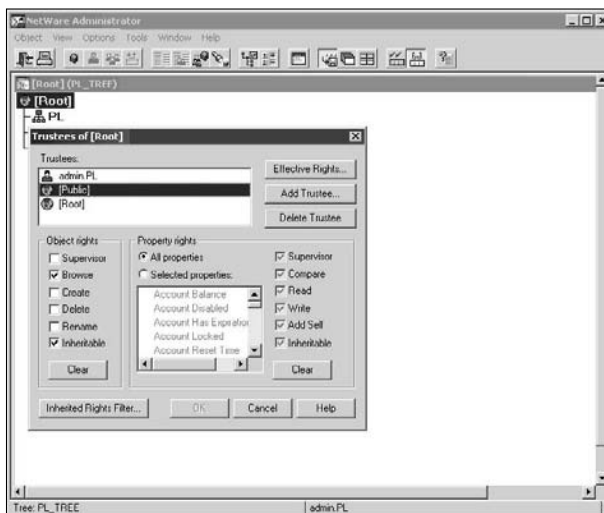 NetWare Administrator
Object View Options Tools Window Help
[Root] (PL_TREE)
[Root]
PL
Trustees of [Root]
Trustees:
admin.PL
[Public]
[Root]
Effective Rights...
Add Trustee...
Delete Trustee
Object rights
Supervisor
Browse
Create
Delete
Rename
Inheritable
Clear
Property rights
All properties
Selected properties:
Account Balance
Account Disabled
Account Has Expiration
Account Locked
Account Reset Time
Supervisor
Compare
Read
Write
Add Self
Inheritable
Clear
Inherited Rights Filter...
OK
Cancel
Help
Tree: PL_TREE
admin.PL